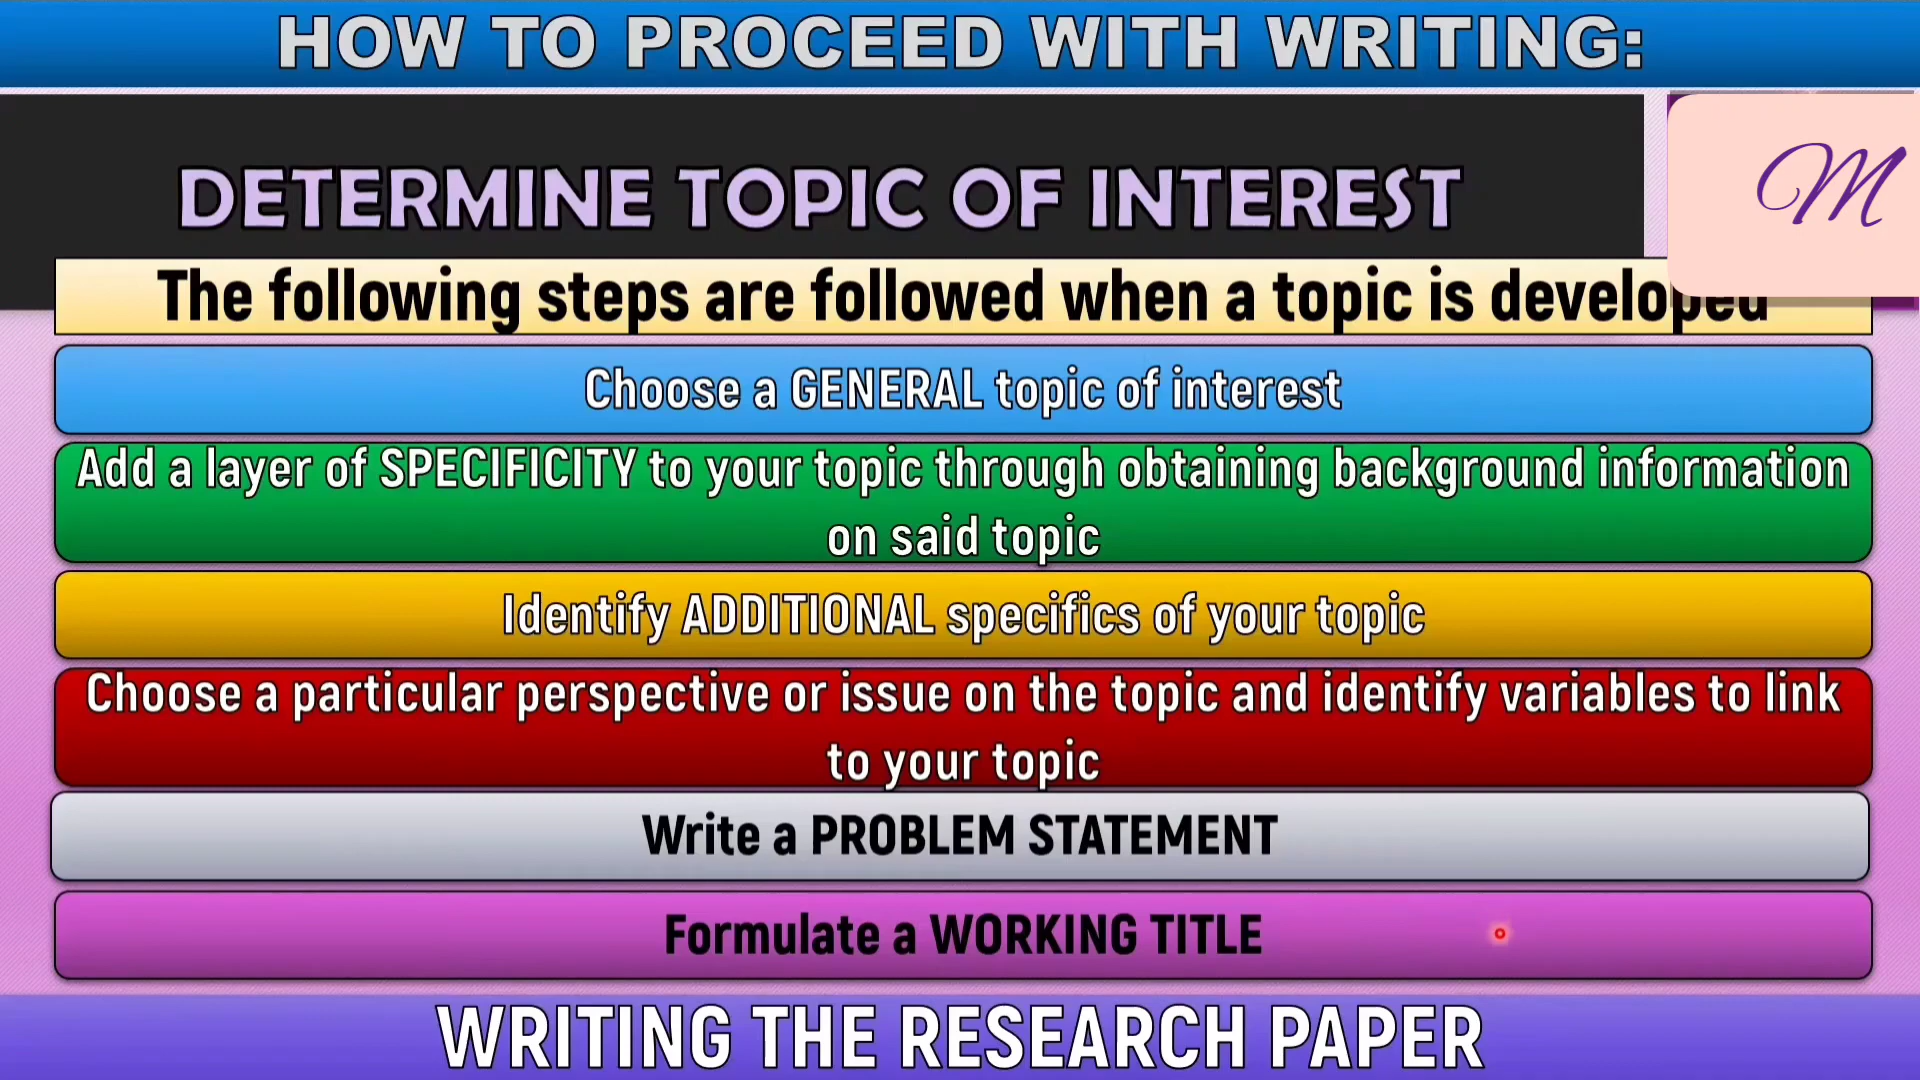 HOW TO PROCEED WITH WRITING:
M
DETERMINE TOPIC OF INTEREST
The following steps are followed when a topic is developed
Choose a GENERAL topic of interest
Add a layer of SPECIFICITY to your topic through obtaining background information
on said topic
Identify ADDITIONAL specifics of your topic
Choose a particular perspective or issue on the topic and identify variables to link
to your topic
Write a PROBLEM STATEMENT
Formulate a WORKING TITLE
WRITING THE RESEARCH PAPER